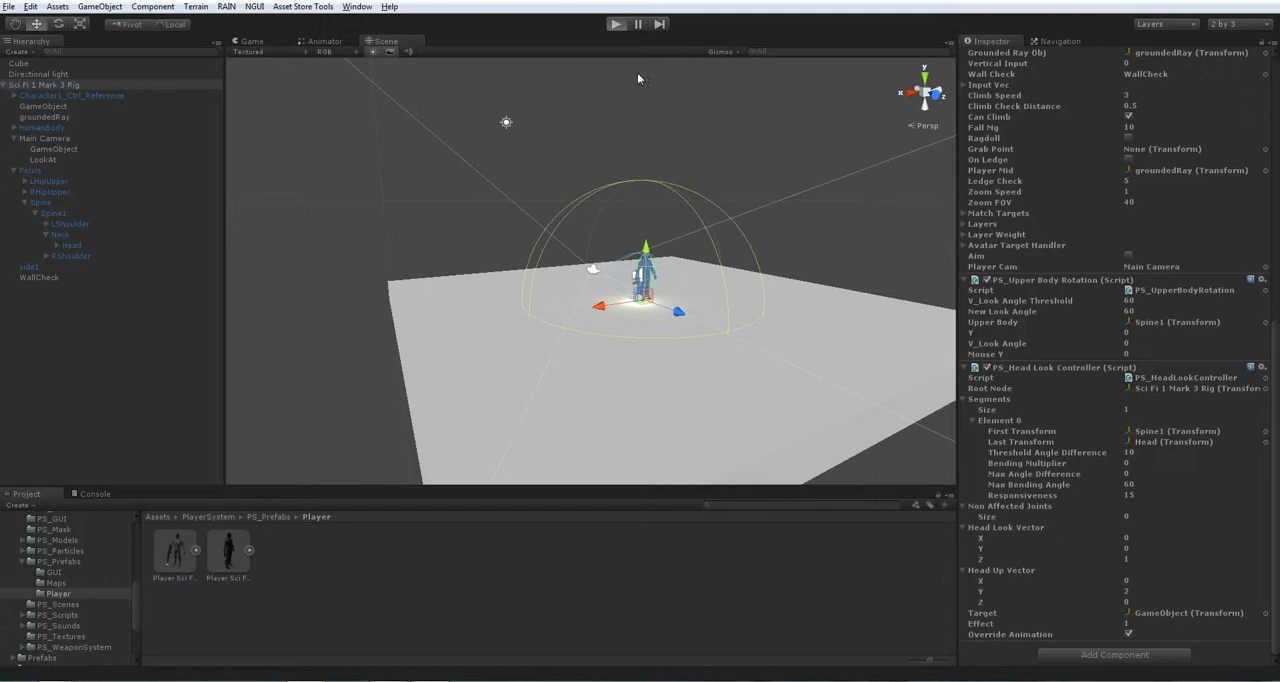 File Edit Assets GameObject Component Terrain RAIN NGUI Asset Store Tools Window Help
Pivot Local Layers 2 by 3
Hierarchy Game Animator Scene Inspector Navigation
Create All Textured RGB Gizmos All
Cube
Directional light
Sci Fi 1 Mark 3 Rig
Character1_Ctrl_Reference
GameObject
groundedRay
humanBody
Main Camera
GameObject
LookAt
Pelvis
LHipUpper
RHipUpper
Spine
Spine1
LShoulder
Neck
Head
RShoulder
side1
WallCheck
y
x
z
Persp
Grounded Ray Obj groundedRay (Transform)
Vertical Input 0
Wall Check WallCheck
Input Vec
Climb Speed 3
Climb Check Distance 0.5
Can Climb
Fall Mg 10
Ragdoll
Grab Point None (Transform)
On Ledge
Player Mid groundedRay (Transform)
Ledge Check 5
Zoom Speed 1
Zoom FOV 40
Match Targets
Layers
Layer Weight
Avatar Target Handler
Aim
Player Cam Main Camera
PS_Upper Body Rotation (Script)
Script PS_UpperBodyRotation
V_Look Angle Threshold 60
New Look Angle 60
Upper Body Spine1 (Transform)
Y 0
V_Look Angle 0
Mouse Y 0
PS_Head Look Controller (Script)
Script PS_HeadLookController
Root Node Sci Fi 1 Mark 3 Rig (Transfor
Segments
Size 1
Element 0
First Transform Spine1 (Transform)
Last Transform Head (Transform)
Threshold Angle Difference 10
Bending Multiplier 0
Max Angle Difference 0
Max Bending Angle 60
Responsiveness 15
Non Affected Joints
Size 0
Head Look Vector
X 0
Y 0
Z 1
Head Up Vector
X 0
Y 2
Z 0
Target GameObject (Transform)
Effect 1
Override Animation
Add Component
Project Console
Create
PS_GUI
PS_Mask
PS_Models
PS_Particles
PS_Prefabs
GUI
Maps
Player
PS_Scenes
PS_Scripts
PS_Sounds
PS_Textures
PS_WeaponSystem
Prefabs
Assets PlayerSystem PS_Prefabs Player
Player Sci F... Player Sci F...